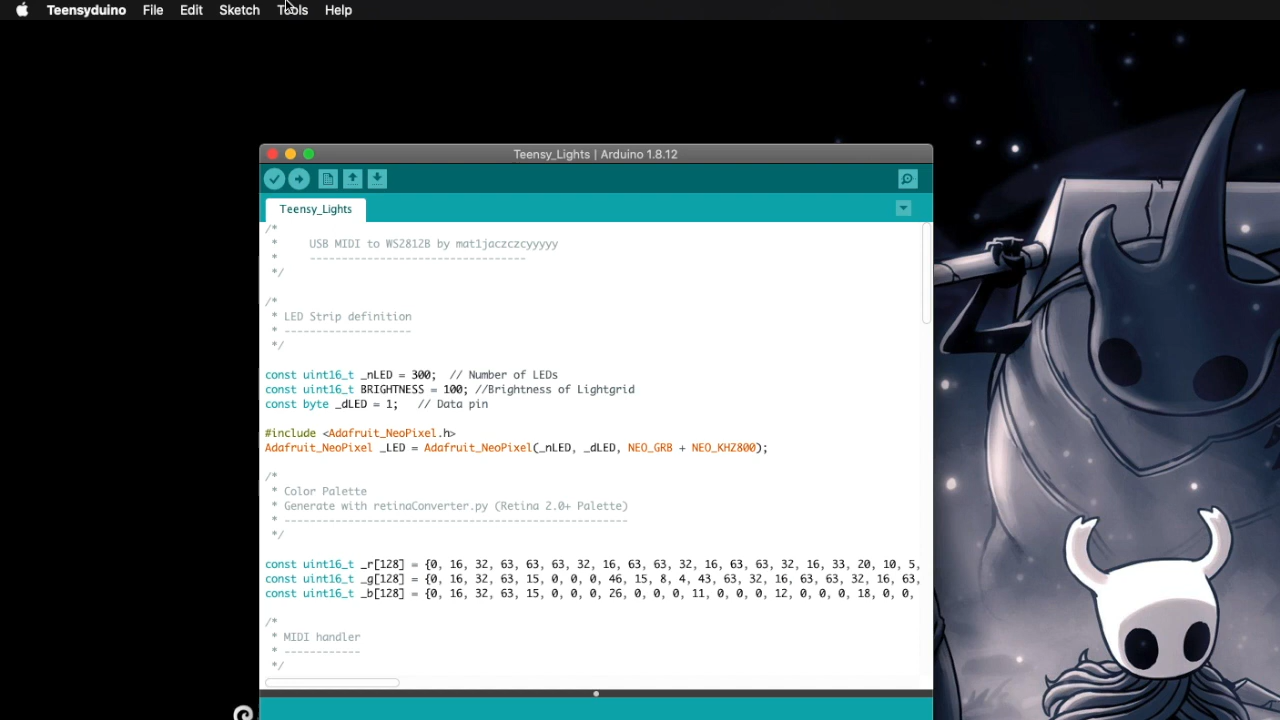 Teensyduino File Edit Sketch Tools Help
Teensy_Lights | Arduino 1.8.12
Teensy_Lights
/*
 *     USB MIDI to WS2812B by mat1jaczczcyyyyy
 *     ----------------------------------
 */
/*
 * LED Strip definition
 * --------------------
 */
const uint16_t _nLED = 300;  // Number of LEDs
const uint16_t BRIGHTNESS = 100; //Brightness of Lightgrid
const byte _dLED = 1;   // Data pin
#include <Adafruit_NeoPixel.h>
Adafruit_NeoPixel _LED = Adafruit_NeoPixel(_nLED, _dLED, NEO_GRB + NEO_KHZ800);
/*
 * Color Palette
 * Generate with retinaConverter.py (Retina 2.0+ Palette)
 * ------------------------------------------------------
 */
const uint16_t _r[128] = {0, 16, 32, 63, 63, 63, 32, 16, 63, 63, 32, 16, 63, 63, 32, 16, 33, 20, 10, 5,
const uint16_t _g[128] = {0, 16, 32, 63, 15, 0, 0, 0, 46, 15, 8, 4, 43, 63, 32, 16, 63, 63, 32, 16, 63,
const uint16_t _b[128] = {0, 16, 32, 63, 15, 0, 0, 0, 26, 0, 0, 0, 11, 0, 0, 0, 12, 0, 0, 0, 18, 0, 0,
/*
 * MIDI handler
 * ------------
 */